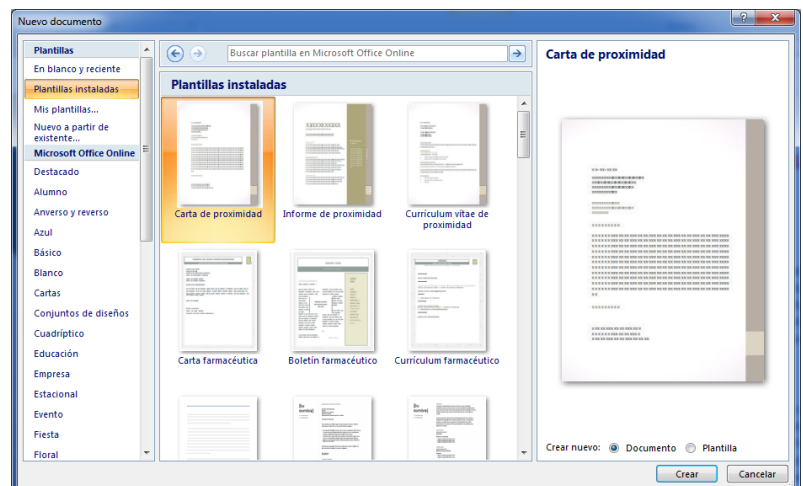 Nuevo documento
Plantillas
En blanco y reciente
Plantillas instaladas
Mis plantillas...
Nuevo a partir de
existente...
Microsoft Office Online
Destacado
Alumno
Anverso y reverso
Azul
Básico
Blanco
Cartas
Conjuntos de diseños
Cuadríptico
Educación
Empresa
Estacional
Evento
Fiesta
Floral
Buscar plantilla en Microsoft Office Online
Plantillas instaladas
Carta de proximidad
Informe de proximidad
Currículum vítae de
proximidad
Carta farmacéutica
Boletín farmacéutico
Currículum farmacéutico
Carta de proximidad
Crear nuevo: Documento Plantilla
Crear Cancelar